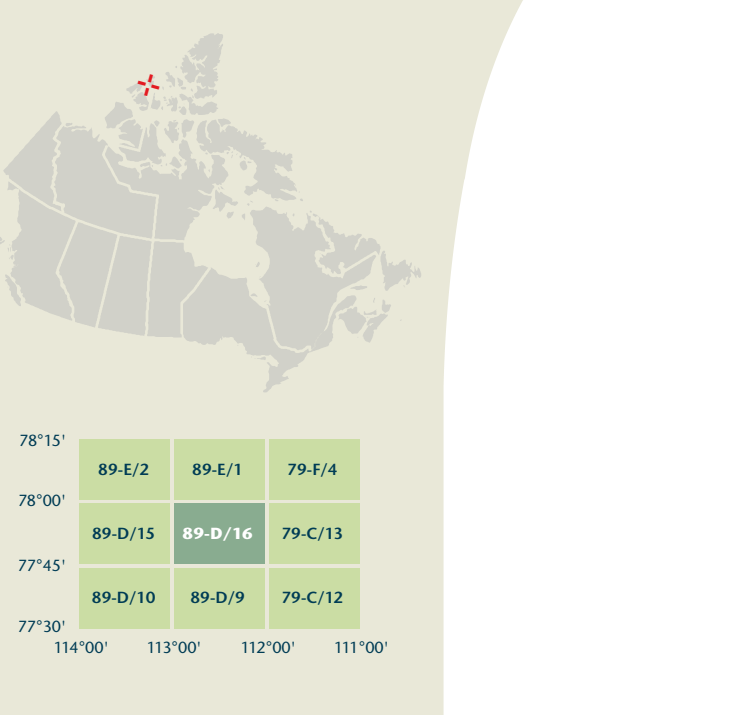 78°15'
89-E/2 89-E/1 79-F/4
78°00'
89-D/15 89-D/16 79-C/13
77°45'
89-D/10 89-D/9 79-C/12
77°30'
114°00' 113°00' 112°00' 111°00'